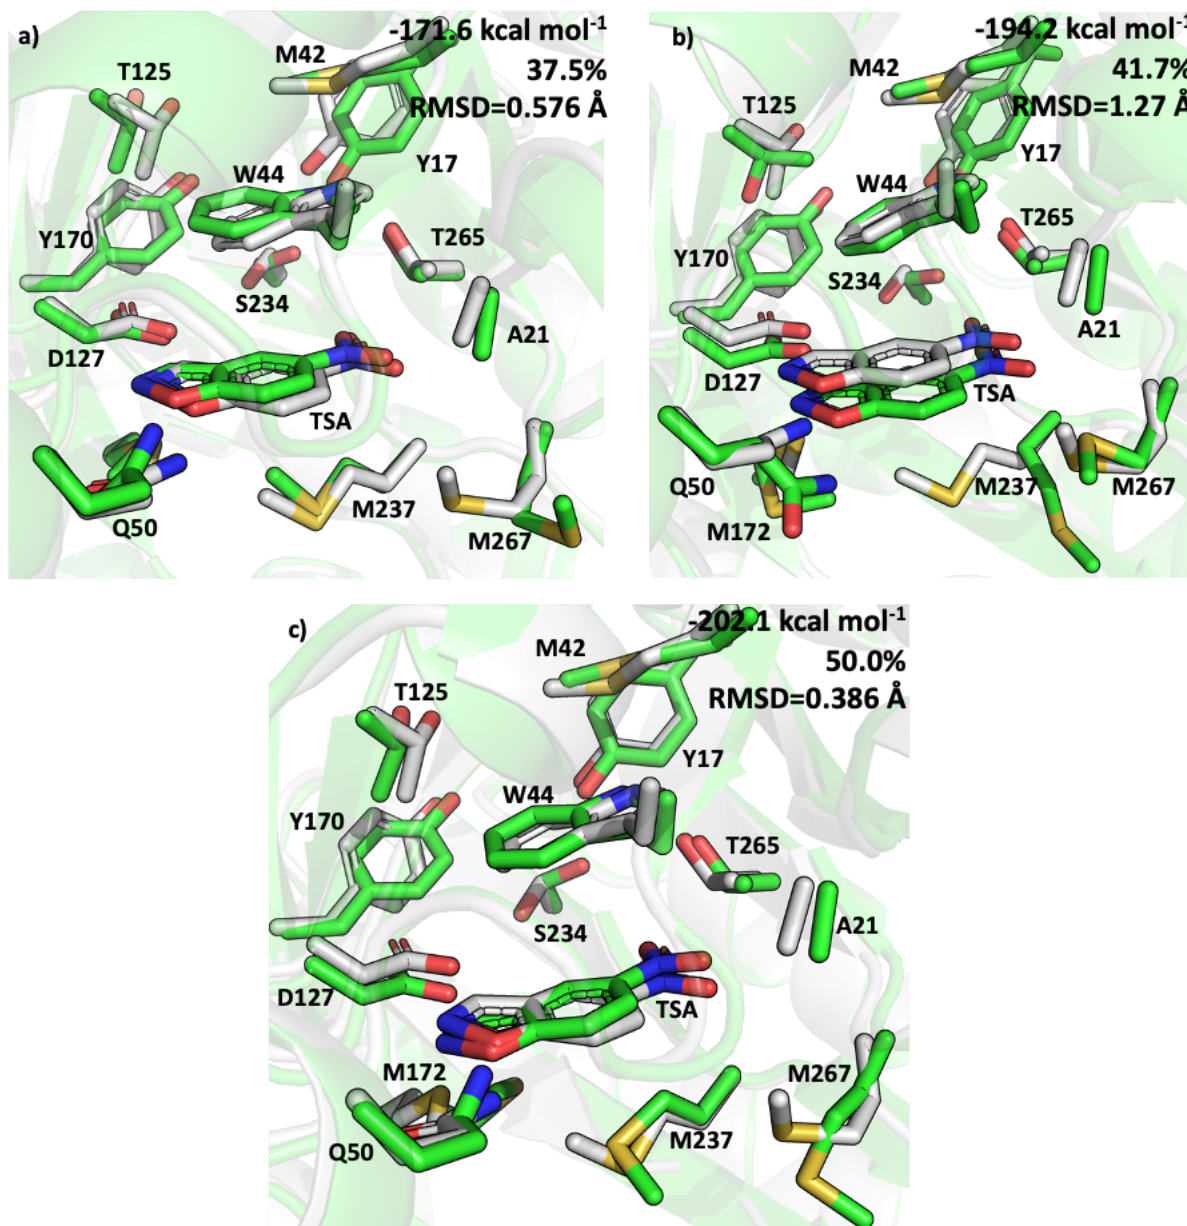 a)
-171.6 kcal mol⁻¹
37.5%
RMSD=0.576 Å
M42
T125
Y17
W44
Y170
T265
S234
A21
D127
TSA
Q50
M237
M267
b)
-194.2 kcal mol⁻¹
41.7%
RMSD=1.27 Å
M42
T125
Y17
W44
Y170
T265
S234
A21
D127
TSA
Q50
M237
M267
M172
c)
-202.1 kcal mol⁻¹
50.0%
RMSD=0.386 Å
M42
T125
Y17
W44
Y170
T265
S234
A21
D127
TSA
M172
M267
Q50
M237